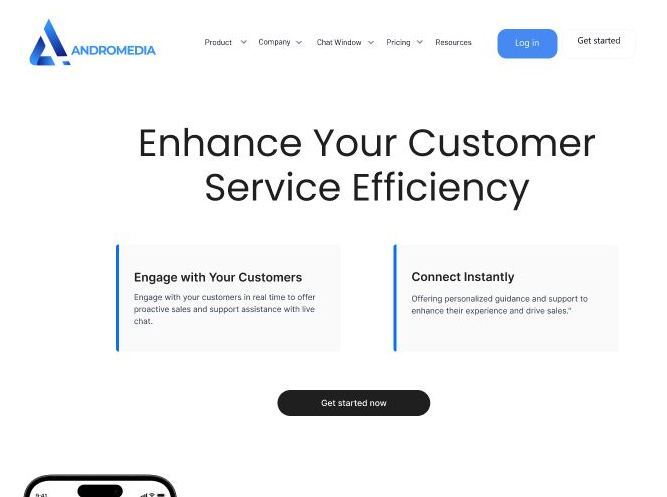 ANDROMEDIA
Product
Company
Chat Window
Pricing
Resources
Log in
Get started
Enhance Your Customer
Service Efficiency
Engage with Your Customers
Engage with your customers in real time to offer
proactive sales and support assistance with live
chat.
Connect Instantly
Offering personalized guidance and support to
enhance their experience and drive sales."
Get started now
9:41